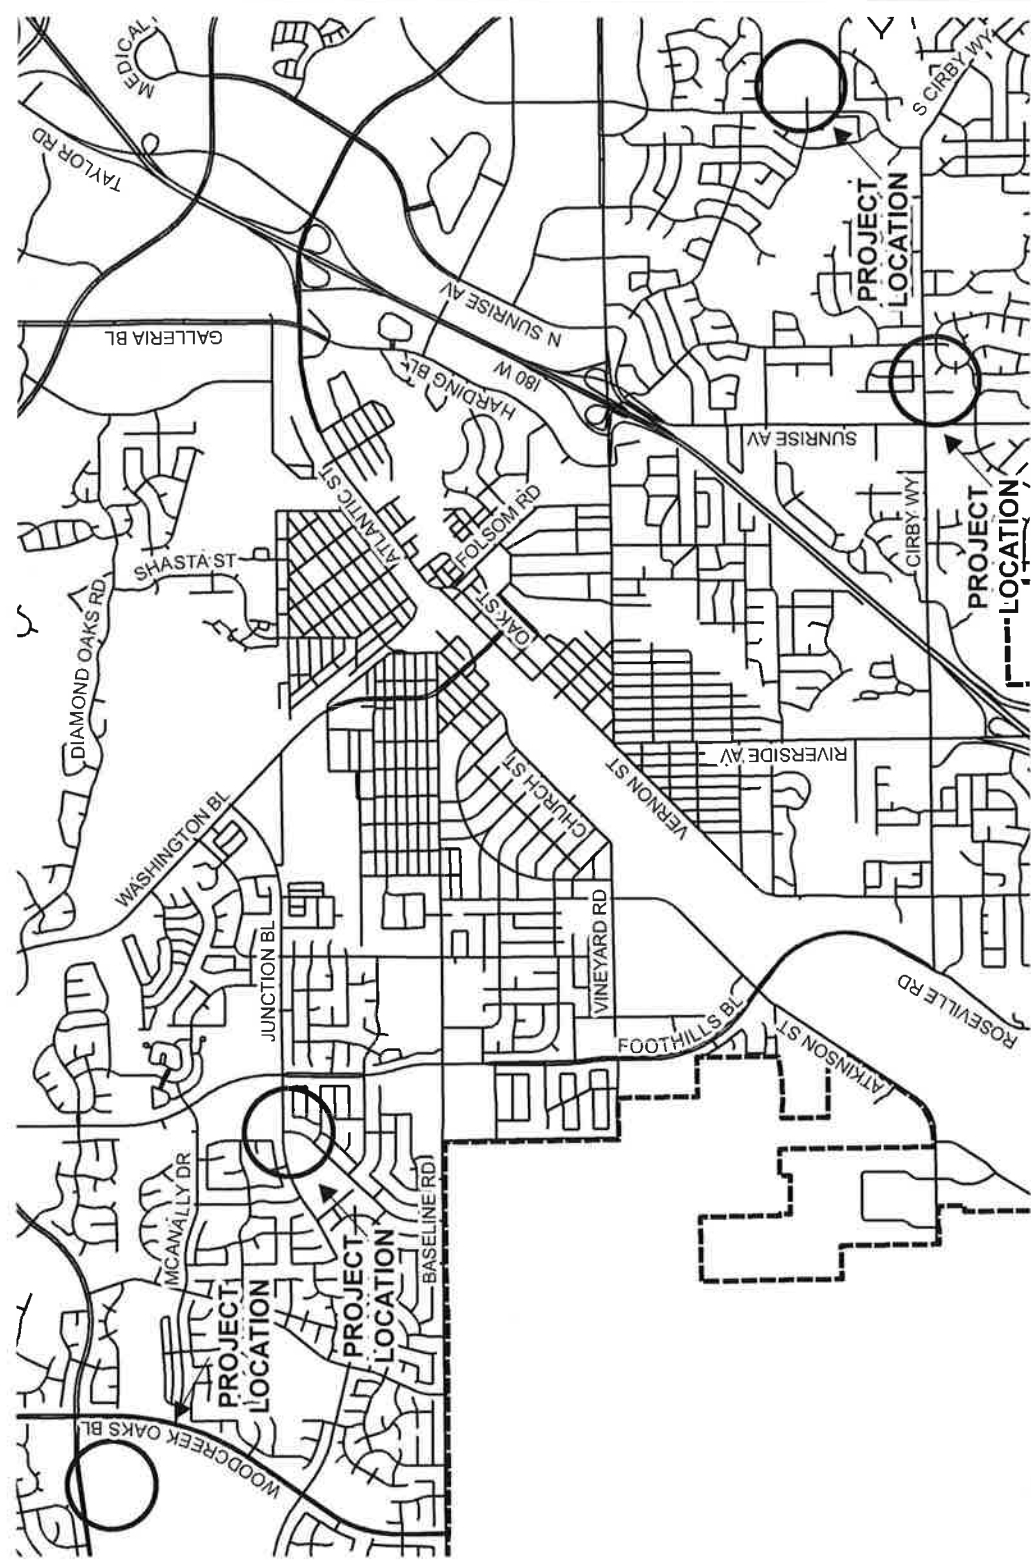 MEDICAL
TAYLOR RD
GALLERIA BL
N SUNRISE AV
I80 W
HARDING BL
ATLANTIC ST
FOLSOM RD
OAK ST
SHASTA ST
DIAMOND OAKS RD
S CIRBY WY
PROJECT
LOCATION
SUNRISE AV
CIRBY WY
PROJECT
LOCATION
RIVERSIDE AV
VERNON ST
CHURCH ST
WASHINGTON BL
JUNCTION BL
VINEYARD RD
FOOTHILLS BL
ATKINSON ST
ROSEVILLE RD
MCANALLY DR
BASELINE RD
PROJECT
LOCATION
PROJECT
LOCATION
WOODCREEK OAKS BL